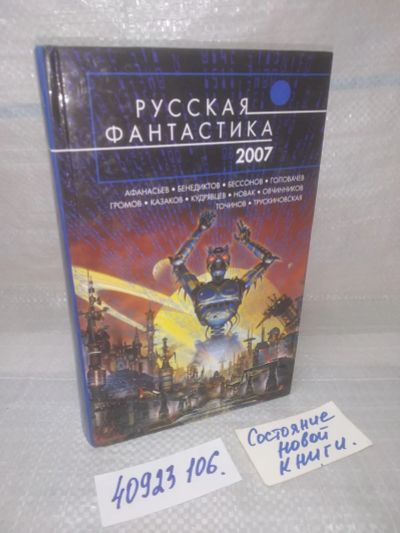 РУССКАЯ
ФАНТАСТИКА
2007
АФАНАСЬЕВ • БЕНЕДИКТОВ • БЕССОНОВ • ГОЛОВАЧЕВ
ГРОМОВ • КАЗАКОВ • КУДРЯВЦЕВ • НОВАК • ОВЧИННИКОВ
ТОЧИНОВ • ТРУСКИНОВСКАЯ
40923 106.
Состояние
новой
книги.